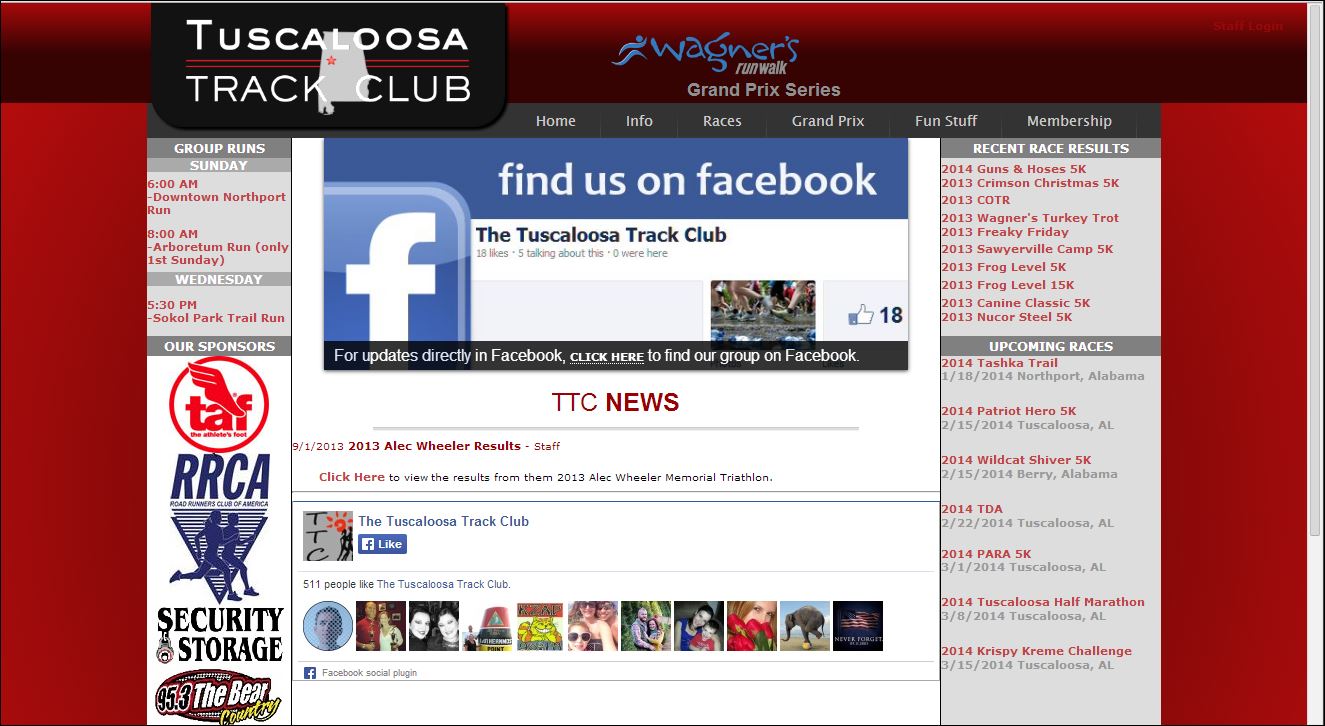 TUSCALOOSA
TRACK CLUB
Wagner's
run walk
Grand Prix Series
Staff Login
Home
Info
Races
Grand Prix
Fun Stuff
Membership
GROUP RUNS
SUNDAY
6:00 AM
-Downtown Northport
Run
8:00 AM
-Arboretum Run (only
1st Sunday)
WEDNESDAY
5:30 PM
-Sokol Park Trail Run
OUR SPONSORS
taf
the athlete's foot
RRCA
ROAD RUNNERS CLUB OF AMERICA
SECURITY
STORAGE
95.3 The Bear
Country
find us on facebook
The Tuscaloosa Track Club
18 likes · 5 talking about this · 0 were here
18
For updates directly in Facebook, CLICK HERE to find our group on Facebook.
TTC NEWS
9/1/2013 2013 Alec Wheeler Results - Staff
Click Here to view the results from them 2013 Alec Wheeler Memorial Triathlon.
TTC
The Tuscaloosa Track Club
Like
511 people like The Tuscaloosa Track Club.
POINT
NEVER FORGET
Facebook social plugin
RECENT RACE RESULTS
2014 Guns & Hoses 5K
2013 Crimson Christmas 5K
2013 COTR
2013 Wagner's Turkey Trot
2013 Freaky Friday
2013 Sawyerville Camp 5K
2013 Frog Level 5K
2013 Frog Level 15K
2013 Canine Classic 5K
2013 Nucor Steel 5K
UPCOMING RACES
2014 Tashka Trail
1/18/2014 Northport, Alabama
2014 Patriot Hero 5K
2/15/2014 Tuscaloosa, AL
2014 Wildcat Shiver 5K
2/15/2014 Berry, Alabama
2014 TDA
2/22/2014 Tuscaloosa, AL
2014 PARA 5K
3/1/2014 Tuscaloosa, AL
2014 Tuscaloosa Half Marathon
3/8/2014 Tuscaloosa, AL
2014 Krispy Kreme Challenge
3/15/2014 Tuscaloosa, AL